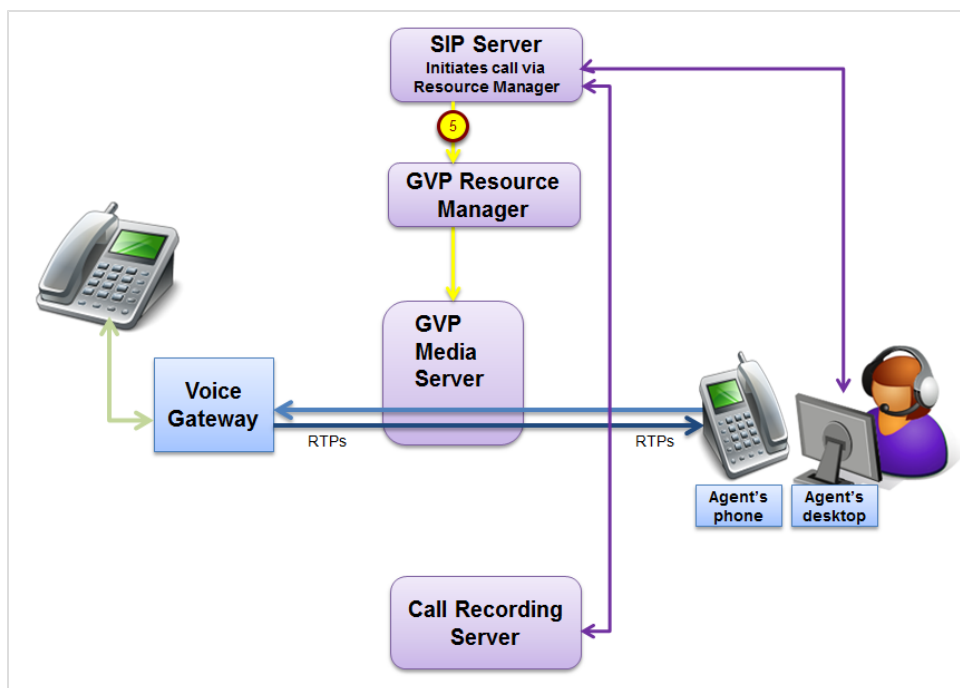 SIP Server
Initiates call via
Resource Manager
5
GVP Resource
Manager
GVP
Media
Server
Voice
Gateway
RTPs
RTPs
Agent's
phone
Agent's
desktop
Call Recording
Server